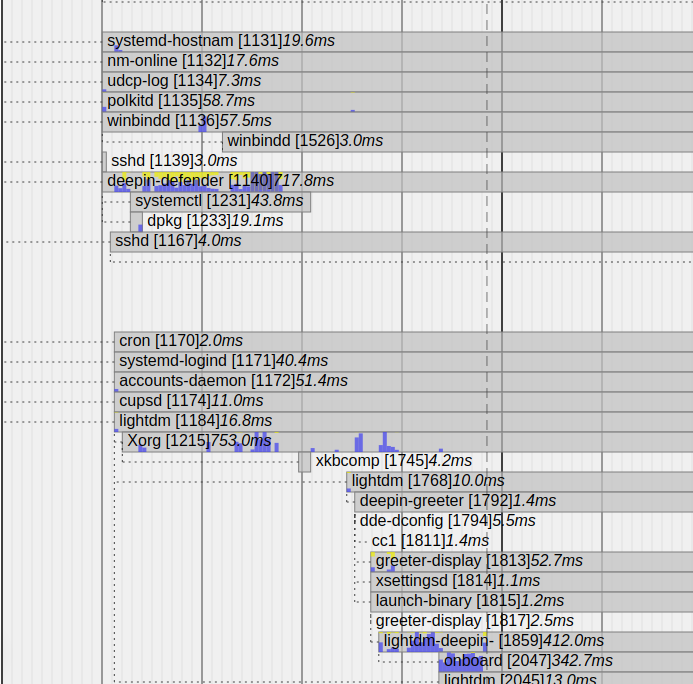 systemd-hostnam [1131]19.6ms
nm-online [1132]17.6ms
udcp-log [1134]7.3ms
polkitd [1135]58.7ms
winbindd [1136]57.5ms
winbindd [1526]3.0ms
sshd [1139]3.0ms
deepin-defender [1140]717.8ms
systemctl [1231]43.8ms
dpkg [1233]19.1ms
sshd [1167]4.0ms
cron [1170]2.0ms
systemd-logind [1171]40.4ms
accounts-daemon [1172]51.4ms
cupsd [1174]11.0ms
lightdm [1184]16.8ms
Xorg [1215]753.0ms
xkbcomp [1745]4.2ms
lightdm [1768]10.0ms
deepin-greeter [1792]1.4ms
dde-dconfig [1794]5.5ms
cc1 [1811]1.4ms
greeter-display [1813]52.7ms
xsettingsd [1814]1.1ms
launch-binary [1815]1.2ms
greeter-display [1817]2.5ms
lightdm-deepin- [1859]412.0ms
onboard [2047]342.7ms
lightdm [2045]13.0ms